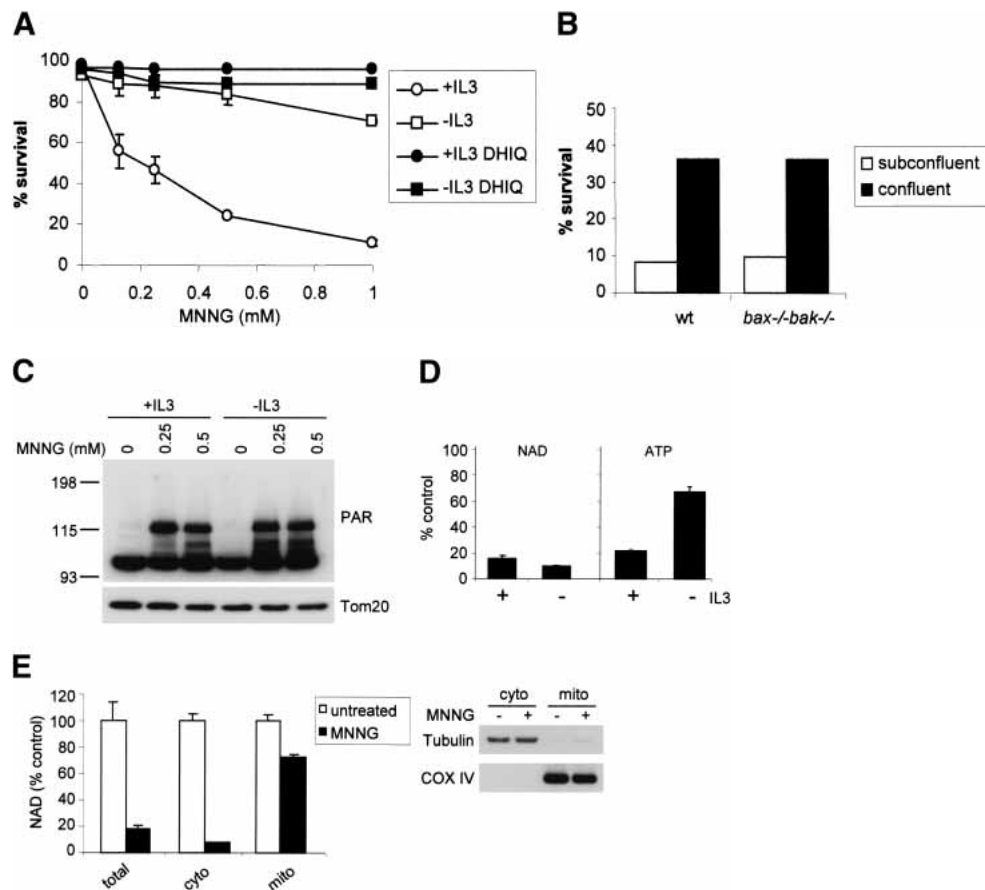 A
% survival
100
80
60
40
20
0
0 0.2 0.4 0.6 0.8 1
MNNG (mM)
+IL3
-IL3
+IL3 DHIQ
-IL3 DHIQ
B
% survival
50
40
30
20
10
0
wt bax-/-bak-/-
subconfluent
confluent
C
+IL3 -IL3
MNNG (mM) 0 0.25 0.5 0 0.25 0.5
198
115
93
PAR
Tom20
D
% control
100
80
60
40
20
0
NAD ATP
+ - + - IL3
E
NAD (% control)
120
100
80
60
40
20
0
total cyto mito
untreated
MNNG
cyto mito
MNNG
- + - +
Tubulin
COX IV